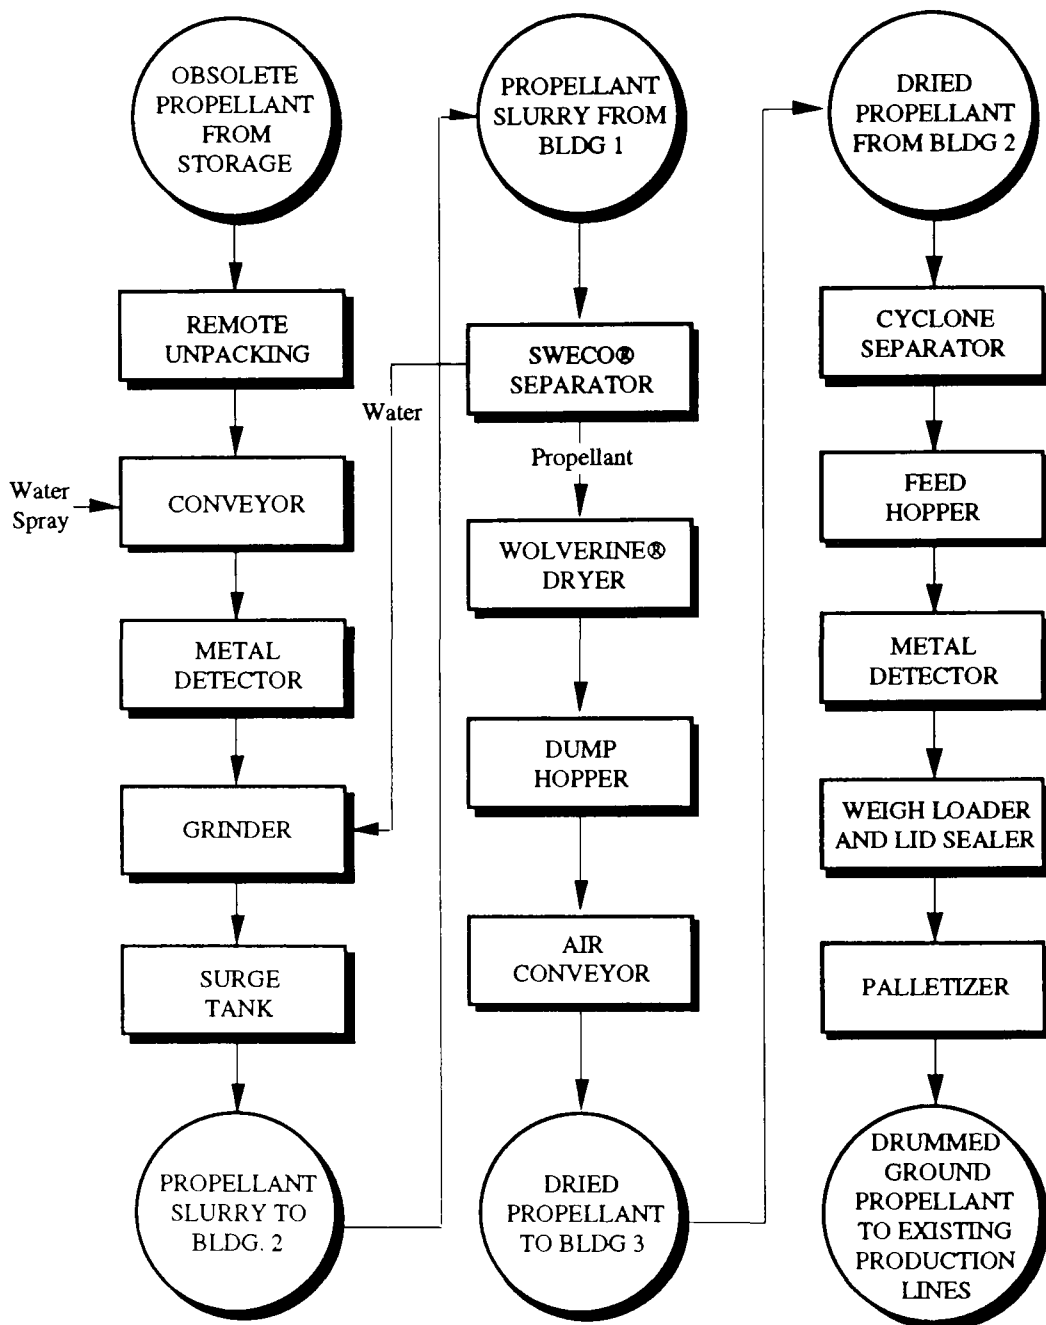 OBSOLETE
PROPELLANT
FROM
STORAGE
REMOTE
UNPACKING
Water
Spray
CONVEYOR
METAL
DETECTOR
GRINDER
SURGE
TANK
PROPELLANT
SLURRY TO
BLDG. 2
PROPELLANT
SLURRY FROM
BLDG 1
SWECO®
SEPARATOR
Water
Propellant
WOLVERINE®
DRYER
DUMP
HOPPER
AIR
CONVEYOR
DRIED
PROPELLANT
TO BLDG 3
DRIED
PROPELLANT
FROM BLDG 2
CYCLONE
SEPARATOR
FEED
HOPPER
METAL
DETECTOR
WEIGH LOADER
AND LID SEALER
PALLETIZER
DRUMMED
GROUND
PROPELLANT
TO EXISTING
PRODUCTION
LINES